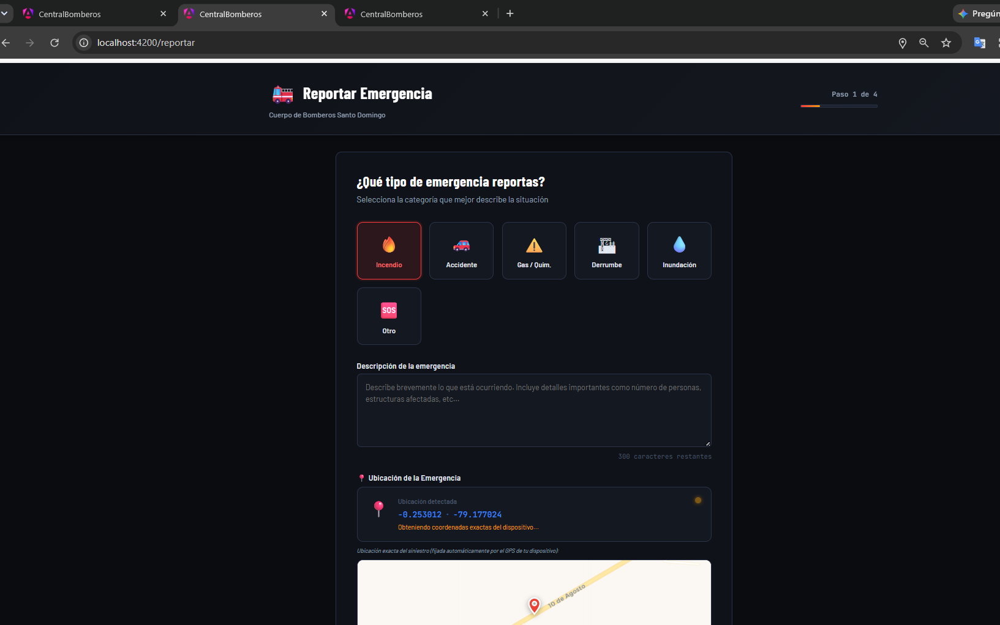 CentralBomberos
CentralBomberos
CentralBomberos
Pregún
localhost:4200/reportar
Reportar Emergencia
Cuerpo de Bomberos Santo Domingo
Paso 1 de 4
¿Qué tipo de emergencia reportas?
Selecciona la categoría que mejor describe la situación
Incendio
Accidente
Gas / Quím.
Derrumbe
Inundación
SOS
Otro
Descripción de la emergencia
Describe brevemente lo que está ocurriendo. Incluye detalles importantes como número de personas,
estructuras afectadas, etc...
300 caracteres restantes
Ubicación de la Emergencia
Ubicación detectada
-0.253012 · -79.177024
Obteniendo coordenadas exactas del dispositivo...
Ubicación exacta del siniestro (fijada automáticamente por el GPS de tu dispositivo):
10 de Agosto